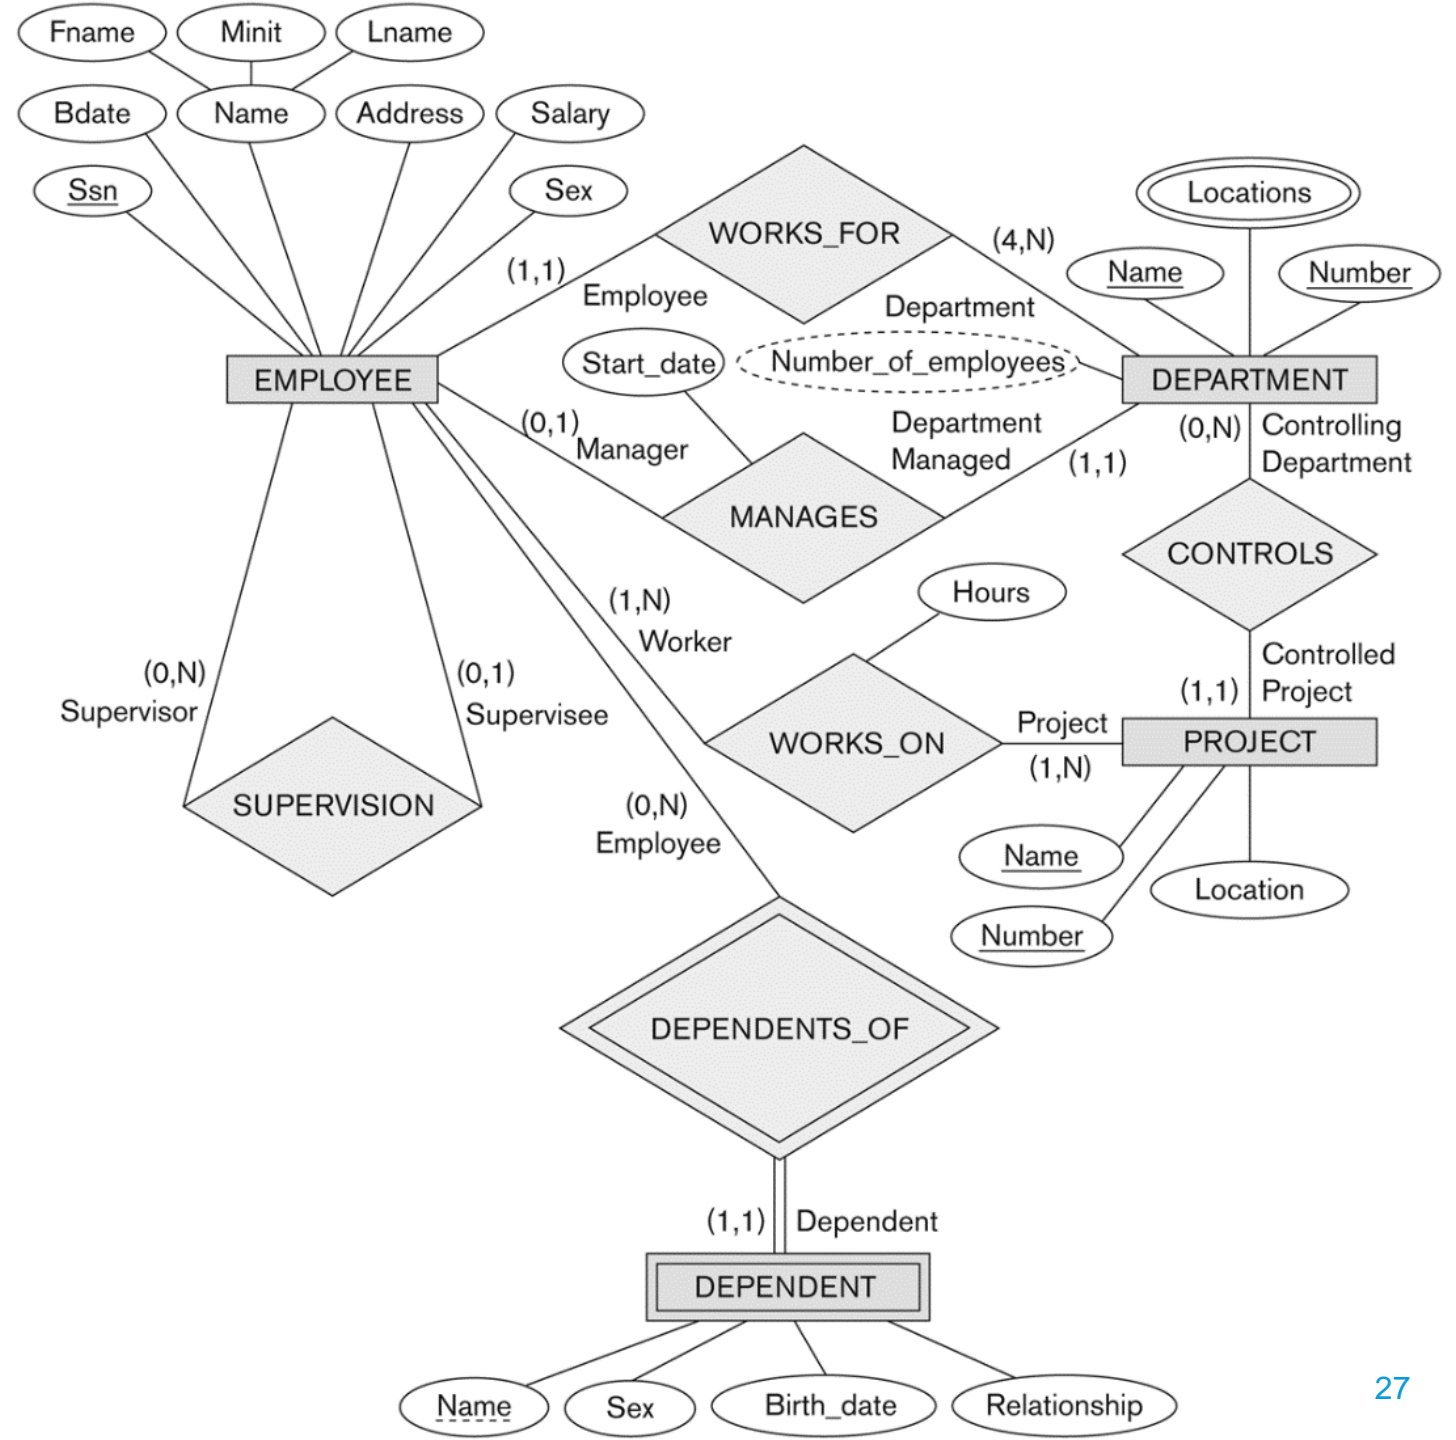 Fname
Minit
Lname
Bdate
Name
Address
Salary
Ssn
Sex
WORKS_FOR
(1,1)
Employee
(4,N)
Department
Locations
Name
Number
Start_date
Number_of_employees
EMPLOYEE
DEPARTMENT
(0,1)
Manager
Department
Managed
(1,1)
MANAGES
(0,N)
Controlling
Department
CONTROLS
Hours
(1,N)
Worker
Controlled
Project
(1,1)
(0,N)
Supervisor
(0,1)
Supervisee
WORKS_ON
Project
(1,N)
PROJECT
SUPERVISION
(0,N)
Employee
Name
Location
Number
DEPENDENTS_OF
(1,1)
Dependent
DEPENDENT
Name
Sex
Birth_date
Relationship
27